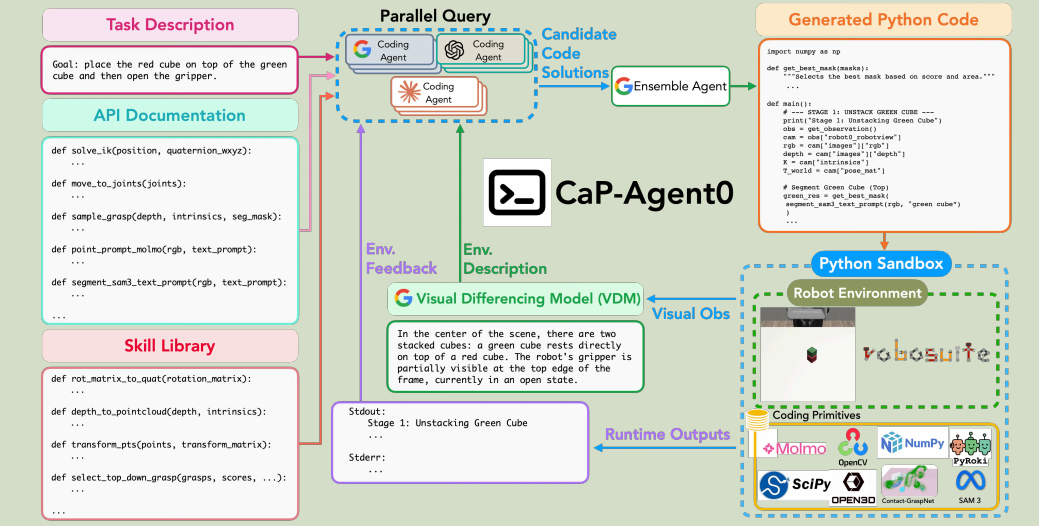 Task Description
Goal: place the red cube on top of the green
cube and then open the gripper.
API Documentation
def solve_ik(position, quaternion_wxyz):
...
def move_to_joints(joints):
...
def sample_grasp(depth, intrinsics, seg_mask):
...
def point_prompt_molmo(rgb, text_prompt):
...
def segment_sam3_text_prompt(rgb, text_prompt):
...
...
Skill Library
def rot_matrix_to_quat(rotation_matrix):
...
def depth_to_pointcloud(depth, intrinsics):
...
def transform_pts(points, transform_matrix):
...
def select_top_down_grasp(grasps, scores, ...):
...
...
Parallel Query
Coding
Agent
Coding
Agent
Coding
Agent
Candidate
Code
Solutions
Ensemble Agent
CaP-Agent0
Env.
Feedback
Env.
Description
Visual Differencing Model (VDM)
In the center of the scene, there are two
stacked cubes: a green cube rests directly
on top of a red cube. The robot's gripper is
partially visible at the top edge of the
frame, currently in an open state.
Stdout:
Stage 1: Unstacking Green Cube
...
Stderr:
...
Visual Obs
Runtime Outputs
Generated Python Code
import numpy as np
def get_best_mask(masks):
"""Selects the best mask based on score and area."""
...
def main():
# --- STAGE 1: UNSTACK GREEN CUBE ---
print("Stage 1: Unstacking Green Cube")
obs = get_observation()
cam = obs["robot0_robotview"]
rgb = cam["images"]["rgb"]
depth = cam["images"]["depth"]
K = cam["intrinsics"]
T_world = cam["pose_mat"]
# Segment Green Cube (Top)
green_res = get_best_mask(
segment_sam3_text_prompt(rgb, "green cube")
)
...
Python Sandbox
Robot Environment
robosuite
Coding Primitives
Molmo
OpenCV
NumPy
PyRoki
SciPy
OPEN3D
Contact-GraspNet
SAM 3